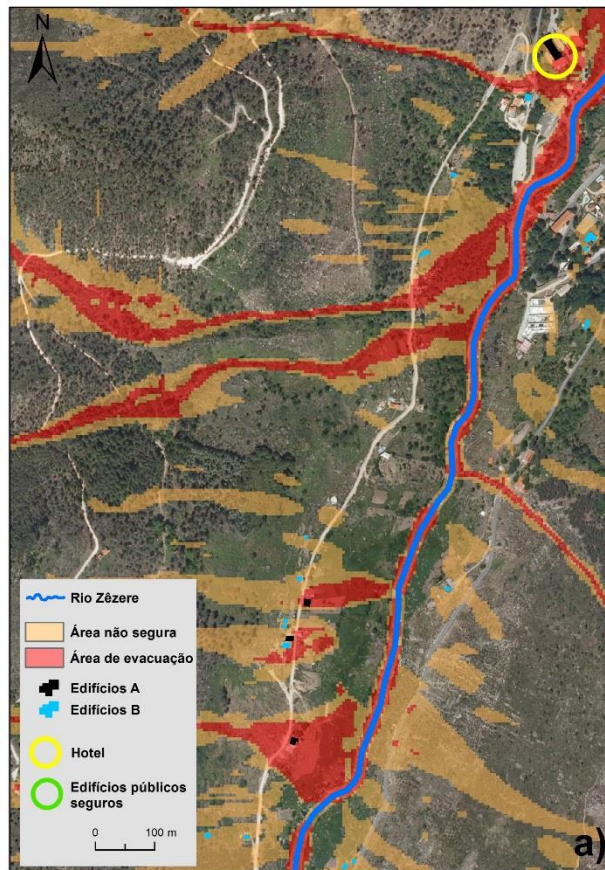 N
Rio Zêzere
Área não segura
Área de evacuação
Edifícios A
Edifícios B
Hotel
Edifícios públicos
seguros
0 100 m
a)